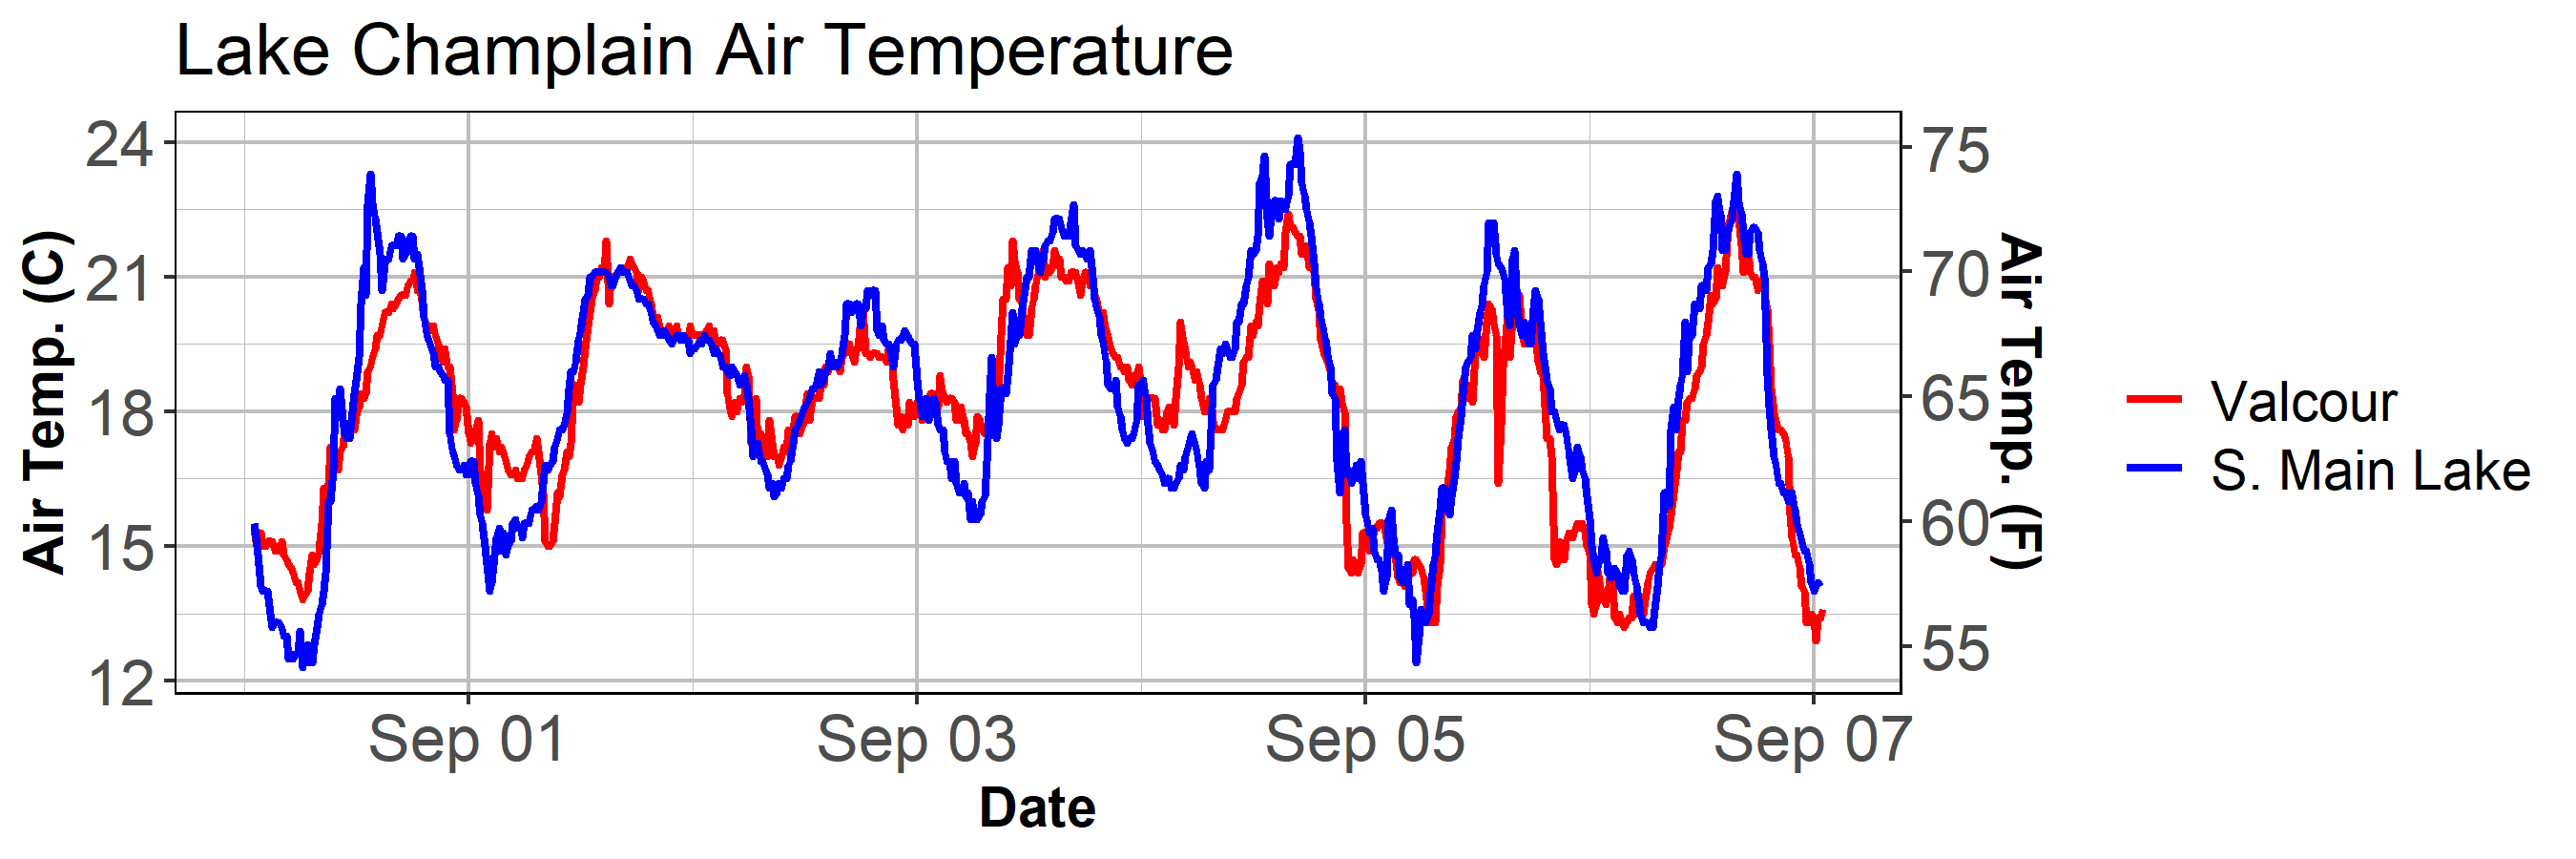 Lake Champlain Air Temperature
Air Temp. (C)
24
21
18
15
12
75
70
65
60
55
Air Temp. (F)
Sep 01
Sep 03
Sep 05
Sep 07
Date
Valcour
S. Main Lake